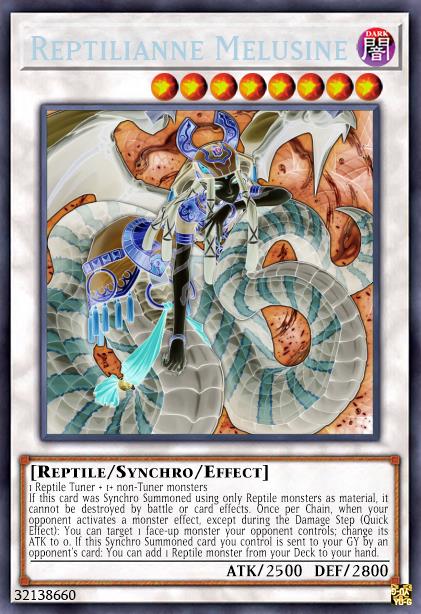 REPTILIANNE MELUSINE
DARK
闇
[REPTILE/SYNCHRO/EFFECT]
1 Reptile Tuner + 1+ non-Tuner monsters
If this card was Synchro Summoned using only Reptile monsters as material, it
cannot be destroyed by battle or card effects. Once per Chain, when your
opponent activates a monster effect, except during the Damage Step (Quick
Effect): You can target 1 face-up monster your opponent controls; change its
ATK to 0. If this Synchro Summoned card you control is sent to your GY by an
opponent's card: You can add 1 Reptile monster from your Deck to your hand.
ATK/2500 DEF/2800
32138660